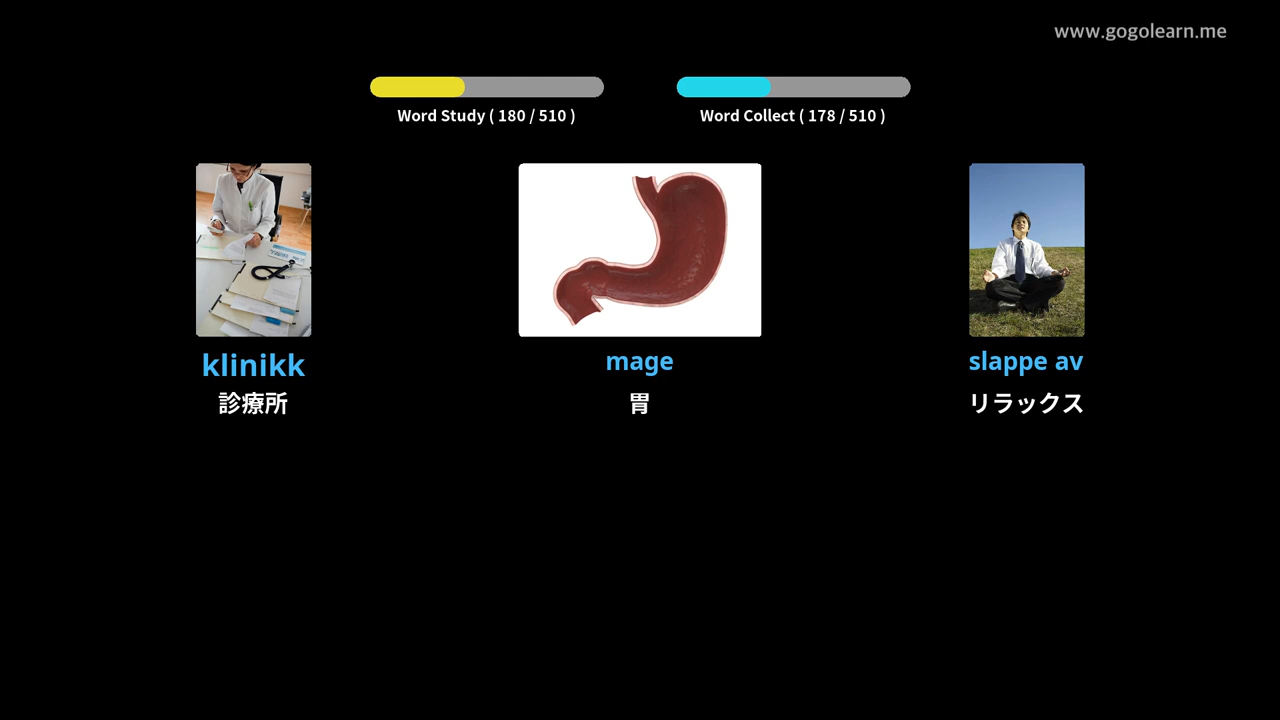 www.gogolearn.me
Word Study ( 180 / 510 )
Word Collect ( 178 / 510 )
klinikk
mage
slappe av
診療所
胃
リラックス